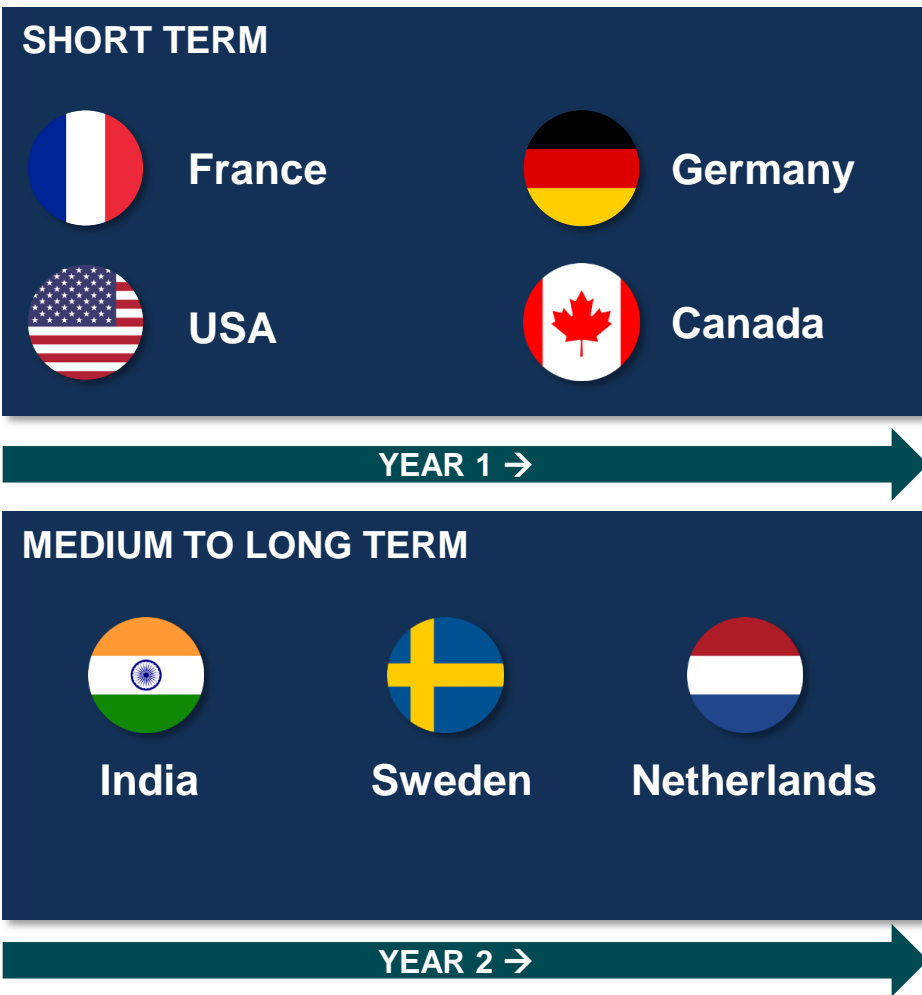 SHORT TERM
France
Germany
USA
Canada
YEAR 1 →
MEDIUM TO LONG TERM
India
Sweden
Netherlands
YEAR 2 →